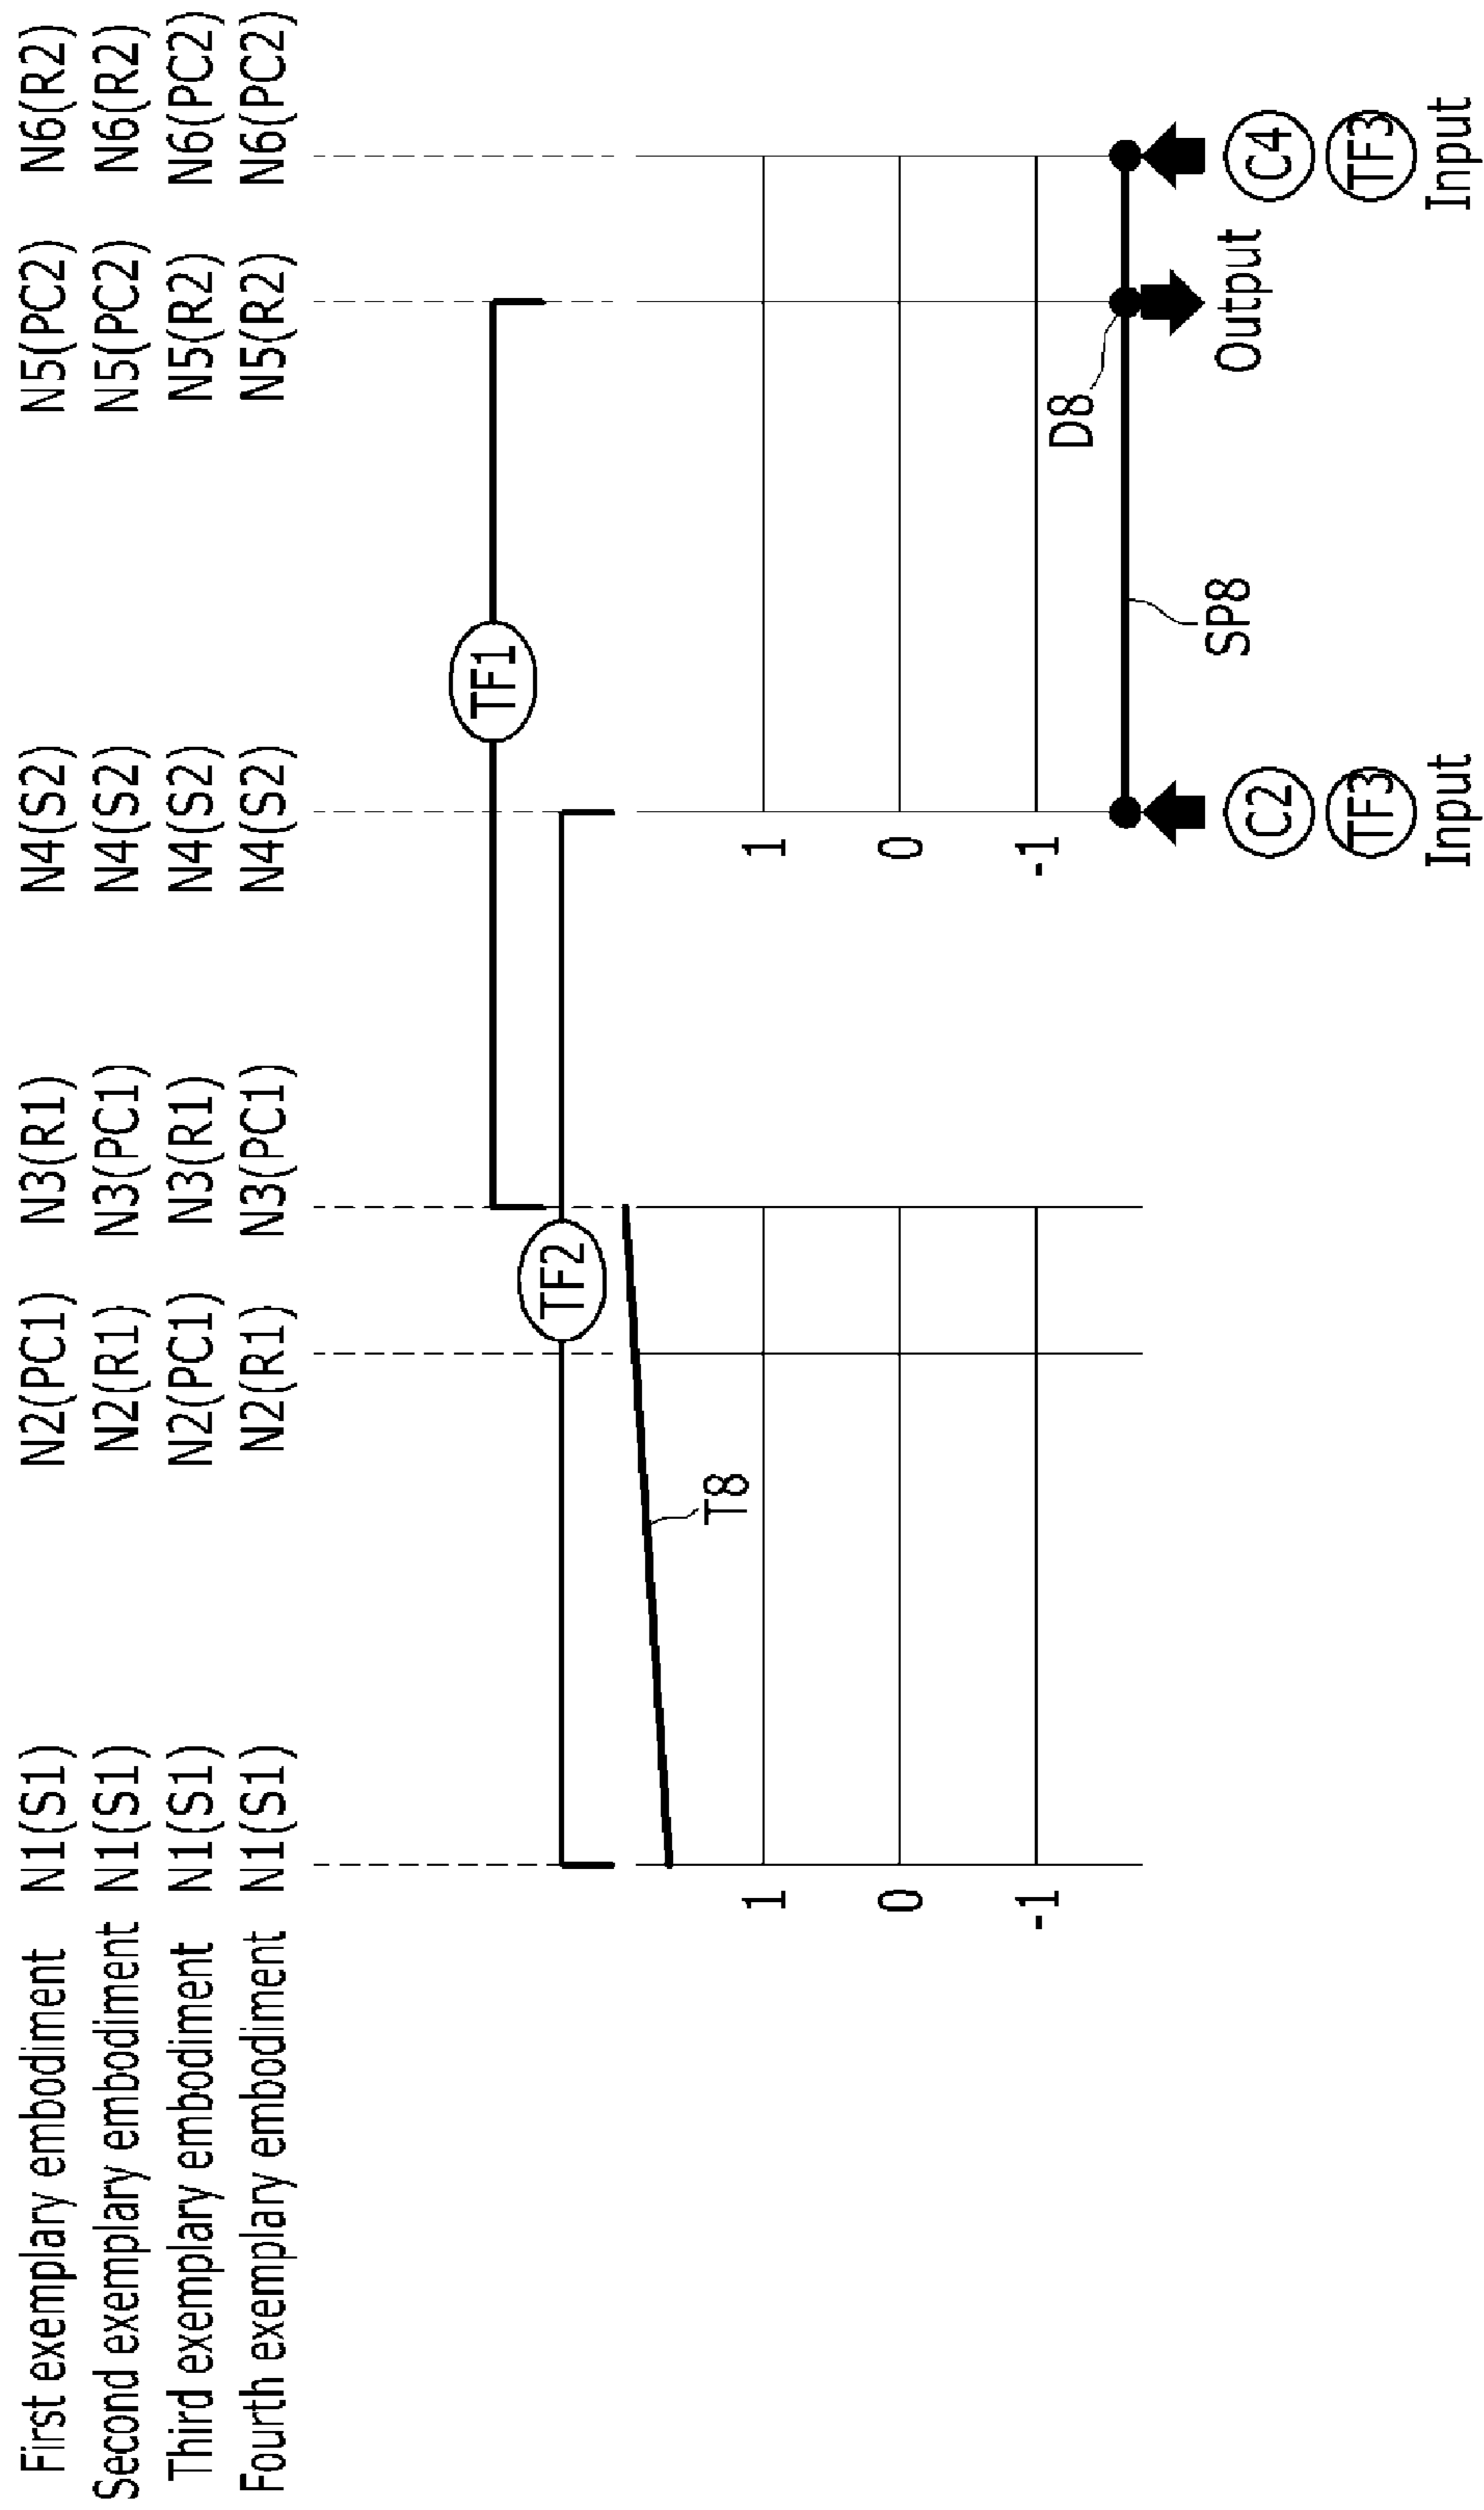 First exemplary embodiment N1(S1) N2(PC1) N3(R1) N4(S2) N5(PC2) N6(R2)
Second exemplary embodiment N1(S1) N2(R1) N3(PC1) N4(S2) N5(PC2) N6(R2)
Third exemplary embodiment N1(S1) N2(PC1) N3(R1) N4(S2) N5(R2) N6(PC2)
Fourth exemplary embodiment N1(S1) N2(R1) N3(PC1) N4(S2) N5(R2) N6(PC2)
TF1
TF2
T8
1 1
0 0
-1 -1
D8
SP8
Output
C2 C4
TF3 TF3
Input Input